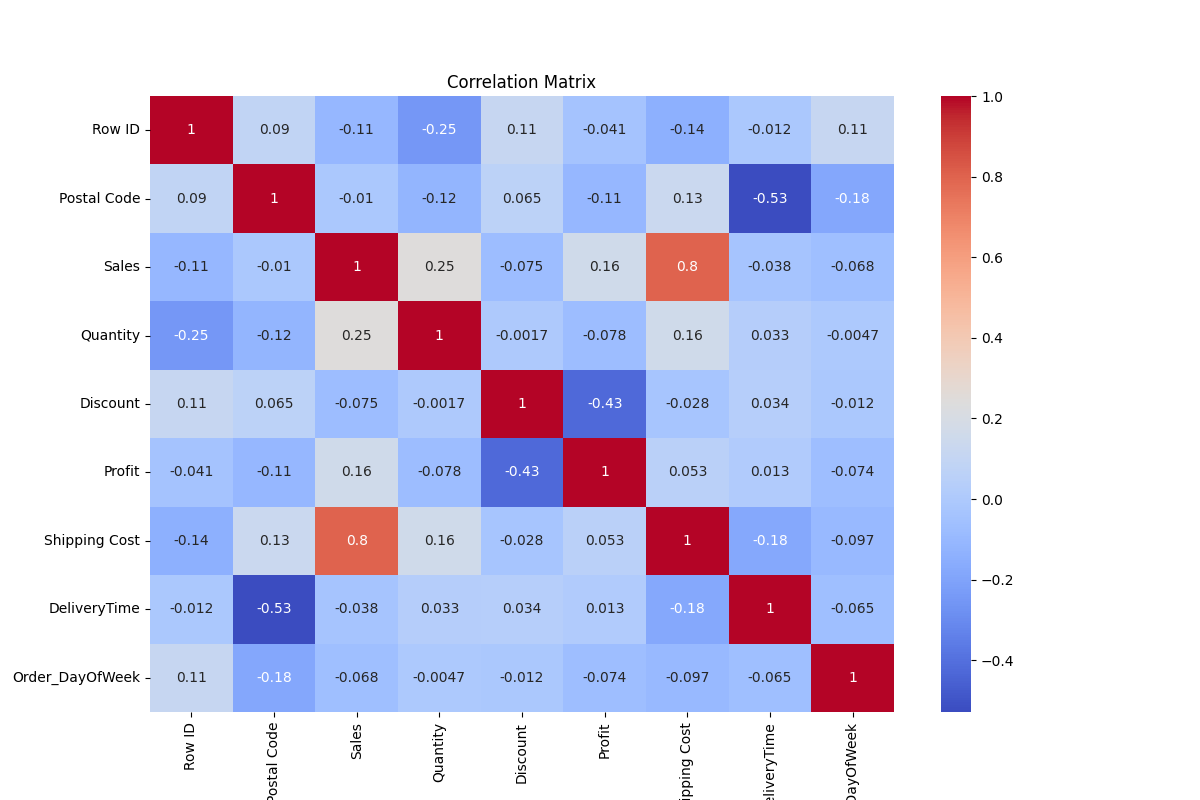 Correlation Matrix
Row ID 1 0.09 -0.11 -0.25 0.11 -0.041 -0.14 -0.012 0.11
Postal Code 0.09 1 -0.01 -0.12 0.065 -0.11 0.13 -0.53 -0.18
Sales -0.11 -0.01 1 0.25 -0.075 0.16 0.8 -0.038 -0.068
Quantity -0.25 -0.12 0.25 1 -0.0017 -0.078 0.16 0.033 -0.0047
Discount 0.11 0.065 -0.075 -0.0017 1 -0.43 -0.028 0.034 -0.012
Profit -0.041 -0.11 0.16 -0.078 -0.43 1 0.053 0.013 -0.074
Shipping Cost -0.14 0.13 0.8 0.16 -0.028 0.053 1 -0.18 -0.097
DeliveryTime -0.012 -0.53 -0.038 0.033 0.034 0.013 -0.18 1 -0.065
Order_DayOfWeek 0.11 -0.18 -0.068 -0.0047 -0.012 -0.074 -0.097 -0.065 1
Row ID
Postal Code
Sales
Quantity
Discount
Profit
ipping Cost
eliveryTime
DayOfWeek
1.0
0.8
0.6
0.4
0.2
0.0
−0.2
−0.4